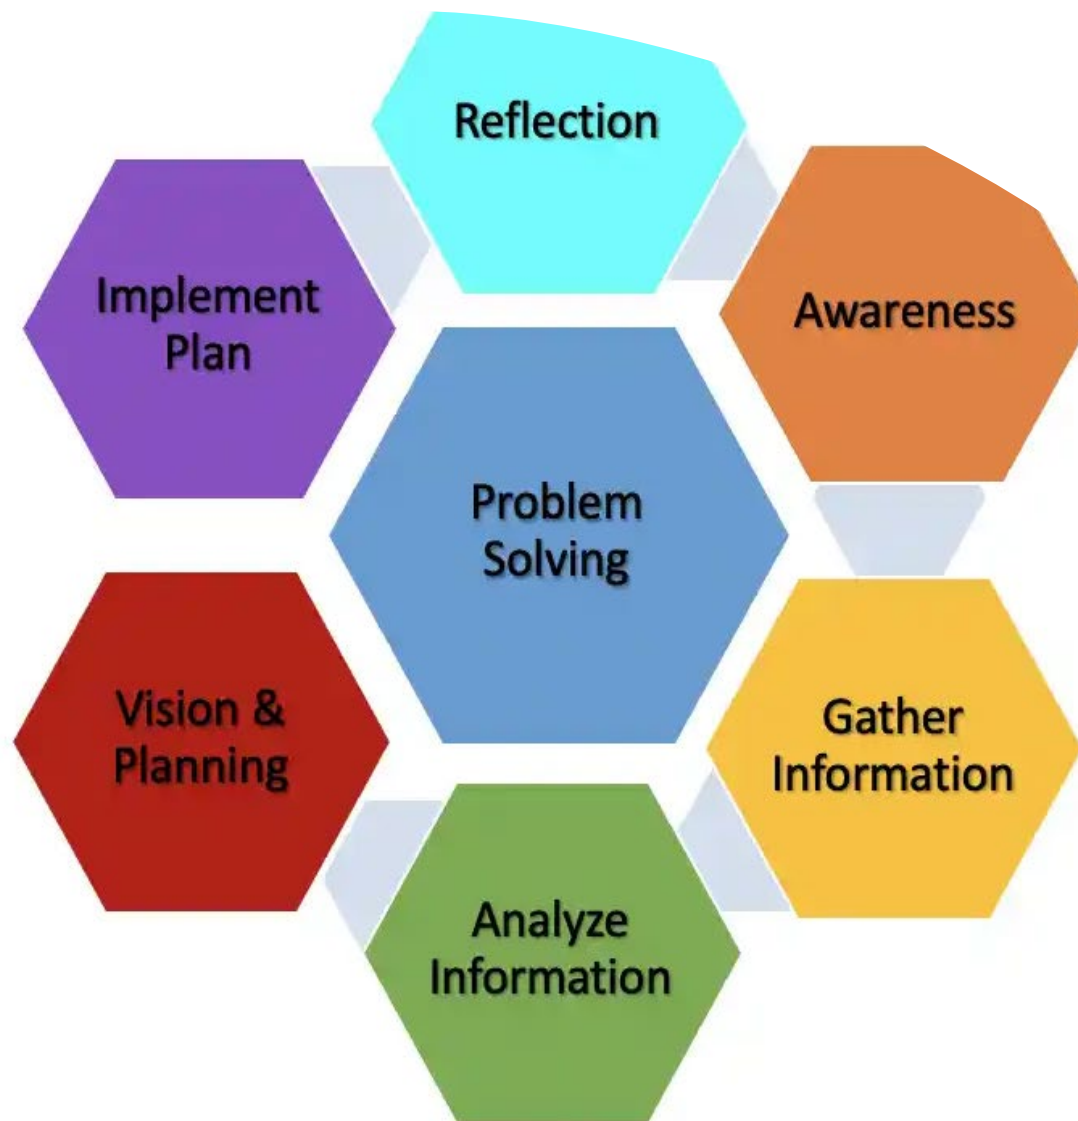 Reflection
Awareness
Gather
Information
Analyze
Information
Vision &
Planning
Implement
Plan
Problem
Solving